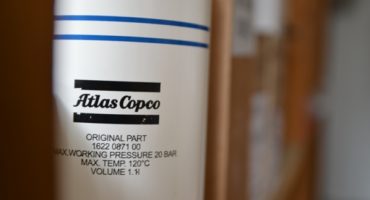 Atlas Copco
ORIGINAL PART
1622 0871 00
MAX.WORKING PRESSURE 20 BAR
MAX. TEMP. 120°C
VOLUME